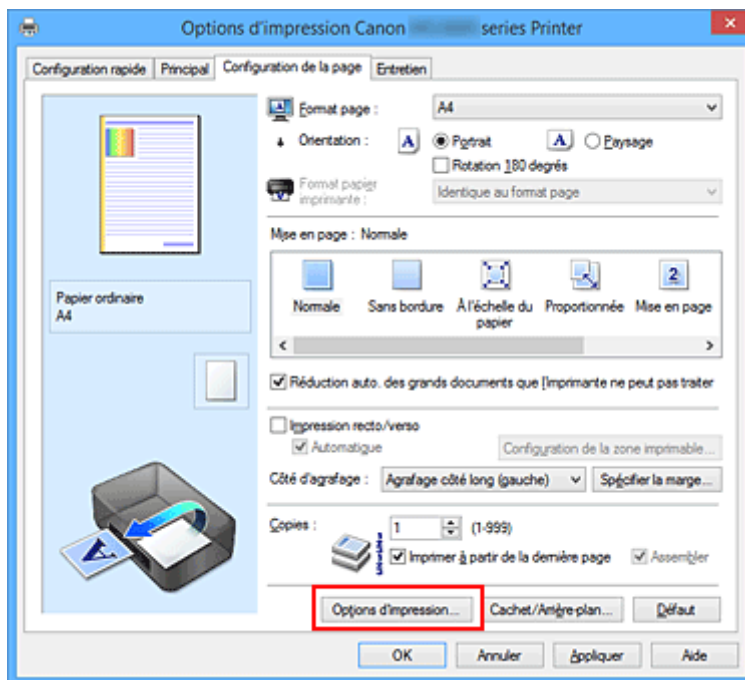 Options d'impression Canon series Printer
Configuration rapide Principal Configuration de la page Entretien
Format page : A4
Orientation : A Portrait A Paysage
Rotation 180 degrés
Format papier imprimante : Identique au format page
Mise en page : Normale
Normale Sans bordure À l'échelle du papier Proportionnée Mise en page
Papier ordinaire
A4
Réduction auto. des grands documents que l'imprimante ne peut pas traiter
Impression recto/verso
Automatique Configuration de la zone imprimable...
Côté d'agrafage : Agrafage côté long (gauche) Spécifier la marge...
Copies : 1 (1-999)
Imprimer à partir de la dernière page Assembler
Options d'impression... Cachet/Arrière-plan... Défaut
OK Annuler Appliquer Aide